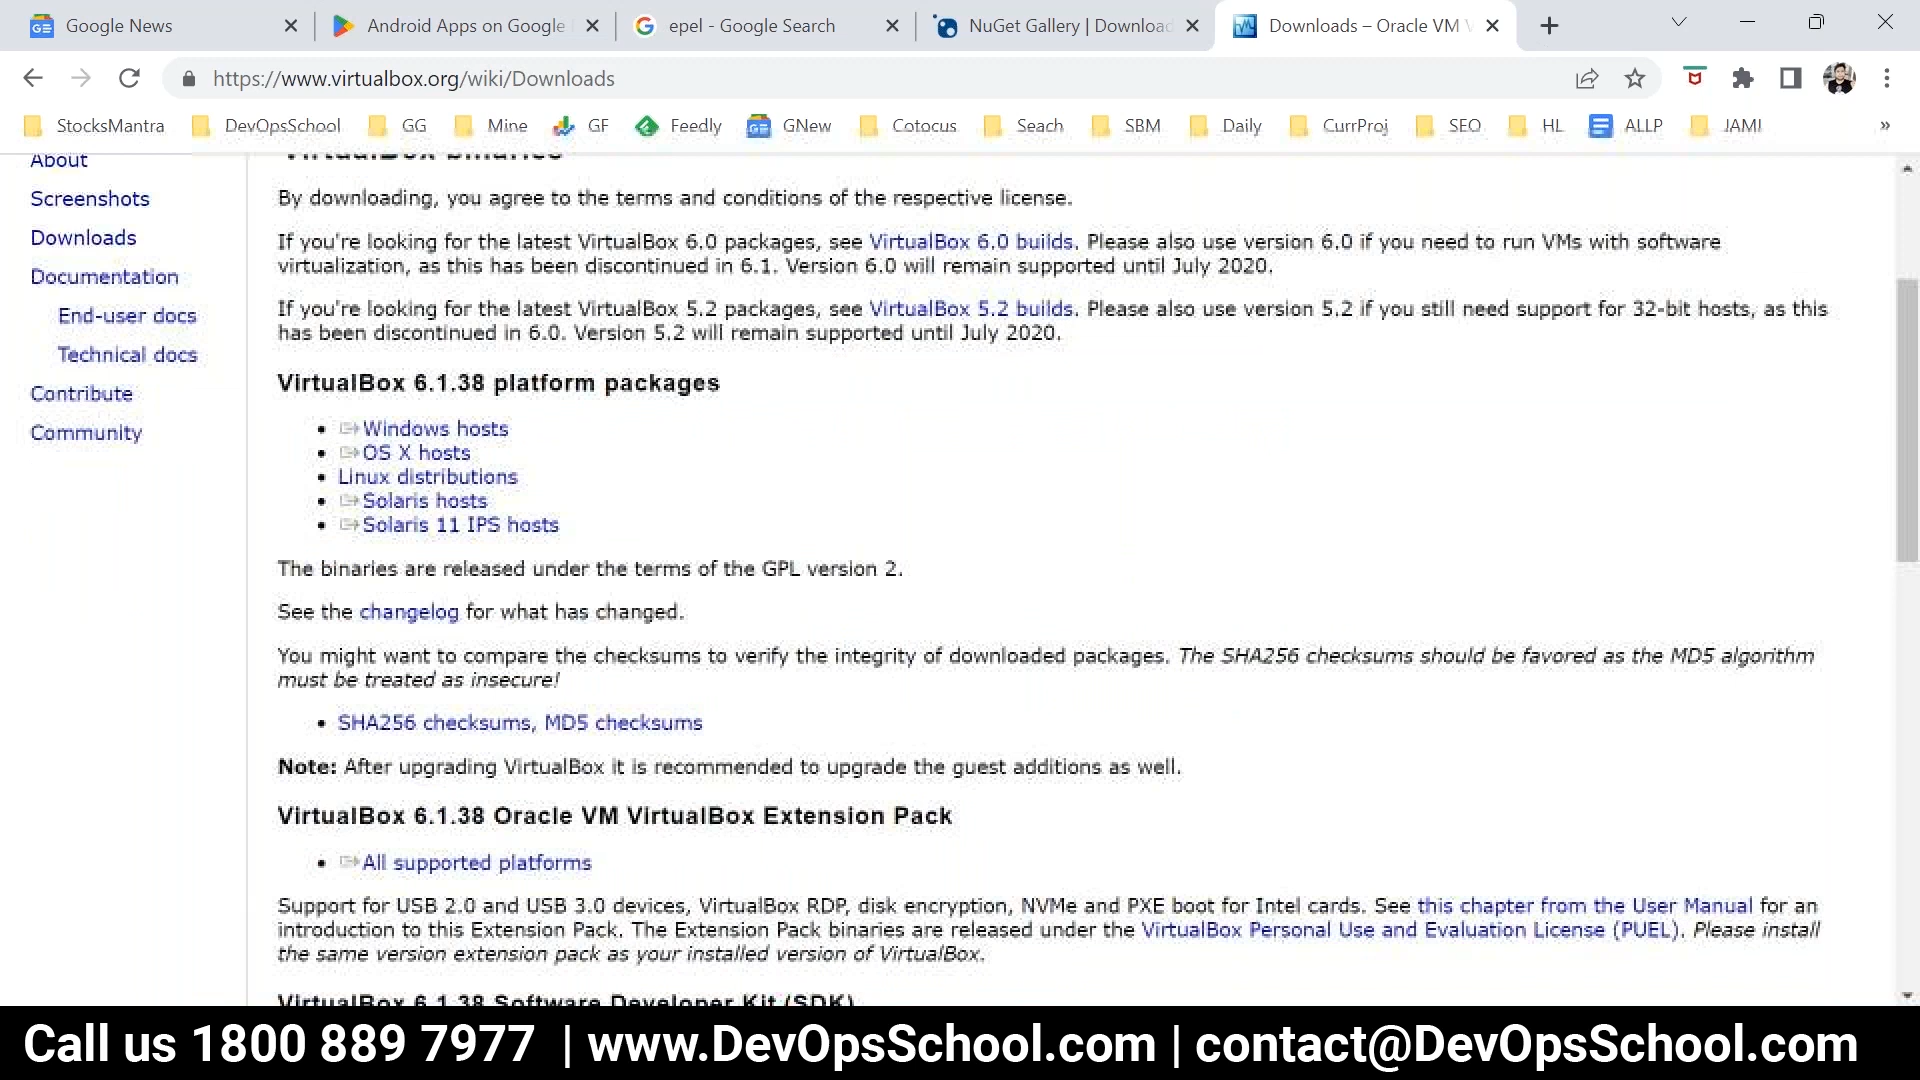 Google News
Android Apps on Google
epel - Google Search
NuGet Gallery | Download
Downloads – Oracle VM V
https://www.virtualbox.org/wiki/Downloads
StocksMantra
DevOpsSchool
GG
Mine
GF
Feedly
GNew
Cotocus
Seach
SBM
Daily
CurrProj
SEO
HL
ALLP
JAMI
»
About
Screenshots
Downloads
Documentation
End-user docs
Technical docs
Contribute
Community
VirtualBox binaries
By downloading, you agree to the terms and conditions of the respective license.
If you're looking for the latest VirtualBox 6.0 packages, see VirtualBox 6.0 builds. Please also use version 6.0 if you need to run VMs with software
virtualization, as this has been discontinued in 6.1. Version 6.0 will remain supported until July 2020.
If you're looking for the latest VirtualBox 5.2 packages, see VirtualBox 5.2 builds. Please also use version 5.2 if you still need support for 32-bit hosts, as this
has been discontinued in 6.0. Version 5.2 will remain supported until July 2020.
VirtualBox 6.1.38 platform packages
• Windows hosts
• OS X hosts
• Linux distributions
• Solaris hosts
• Solaris 11 IPS hosts
The binaries are released under the terms of the GPL version 2.
See the changelog for what has changed.
You might want to compare the checksums to verify the integrity of downloaded packages. The SHA256 checksums should be favored as the MD5 algorithm
must be treated as insecure!
• SHA256 checksums, MD5 checksums
Note: After upgrading VirtualBox it is recommended to upgrade the guest additions as well.
VirtualBox 6.1.38 Oracle VM VirtualBox Extension Pack
• All supported platforms
Support for USB 2.0 and USB 3.0 devices, VirtualBox RDP, disk encryption, NVMe and PXE boot for Intel cards. See this chapter from the User Manual for an
introduction to this Extension Pack. The Extension Pack binaries are released under the VirtualBox Personal Use and Evaluation License (PUEL). Please install
the same version extension pack as your installed version of VirtualBox.
VirtualBox 6.1.38 Software Developer Kit (SDK)
Call us 1800 889 7977 | www.DevOpsSchool.com | contact@DevOpsSchool.com